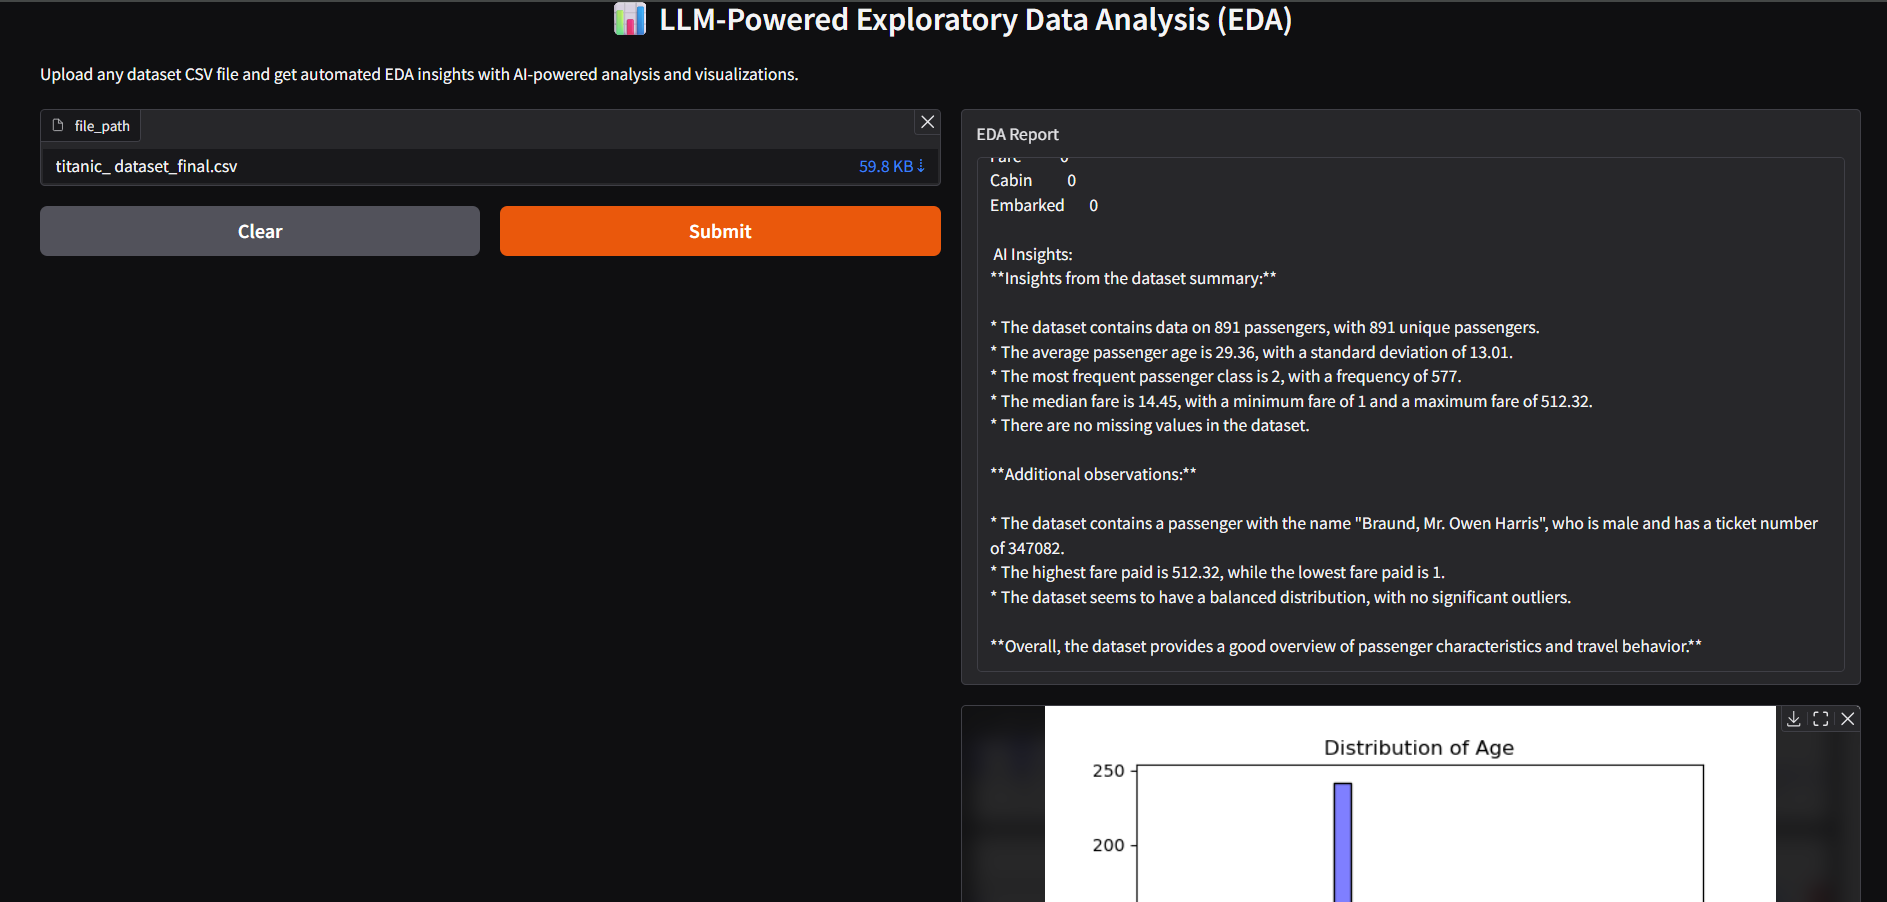 LLM-Powered Exploratory Data Analysis (EDA)
Upload any dataset CSV file and get automated EDA insights with AI-powered analysis and visualizations.
file_path
titanic_ dataset_final.csv 59.8 KB ↓
Clear
Submit
EDA Report
Fare 0
Cabin 0
Embarked 0
AI Insights:
**Insights from the dataset summary:**
* The dataset contains data on 891 passengers, with 891 unique passengers.
* The average passenger age is 29.36, with a standard deviation of 13.01.
* The most frequent passenger class is 2, with a frequency of 577.
* The median fare is 14.45, with a minimum fare of 1 and a maximum fare of 512.32.
* There are no missing values in the dataset.
**Additional observations:**
* The dataset contains a passenger with the name "Braund, Mr. Owen Harris", who is male and has a ticket number
of 347082.
* The highest fare paid is 512.32, while the lowest fare paid is 1.
* The dataset seems to have a balanced distribution, with no significant outliers.
**Overall, the dataset provides a good overview of passenger characteristics and travel behavior.**
Distribution of Age
250
200